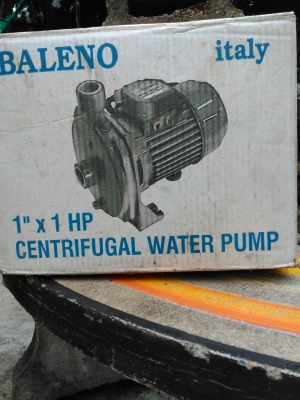 BALENO italy
1" x 1 HP
CENTRIFUGAL WATER PUMP